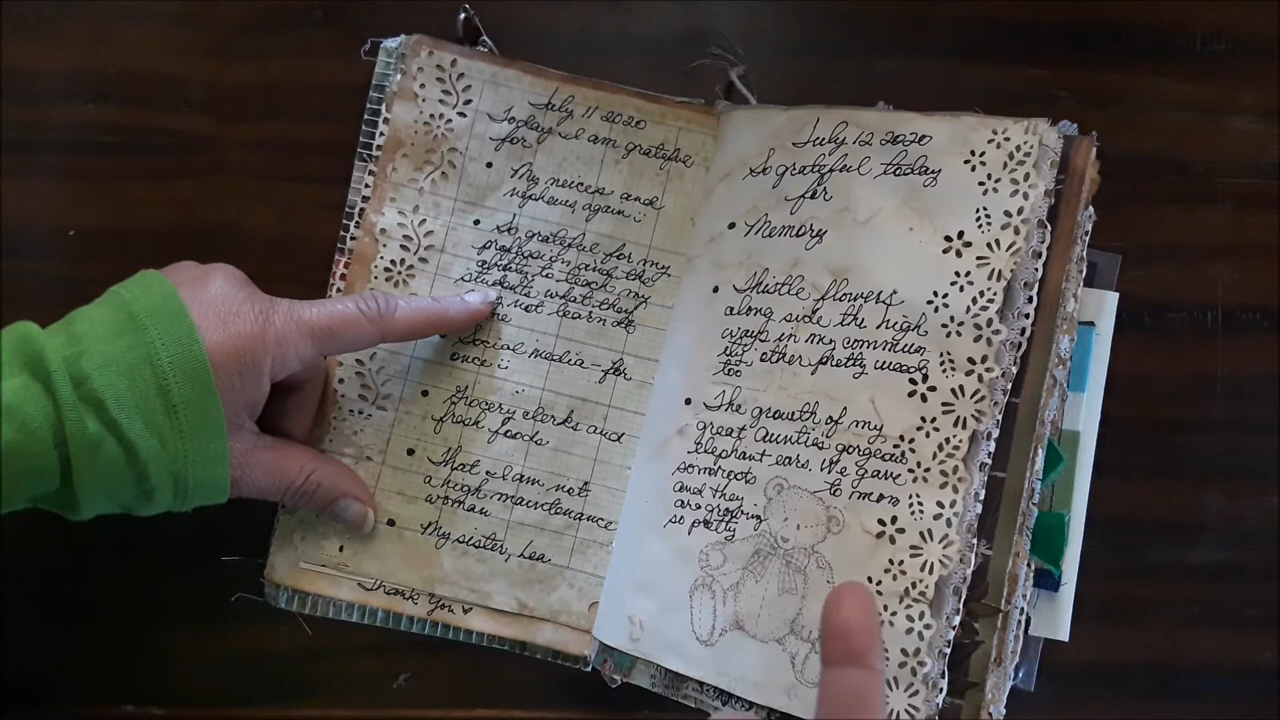 July 11 2020
Today I am grateful
for
• My neices and
nephews, again :)
• So grateful for my
profession and the
ability to teach my
students what they
not learn at
• Social media - for
once :)
• Grocery clerks and
fresh foods
• That I am not
a high maintenance
woman
• My sister, Lea
Thank You ♥
July 12 2020
So grateful today
for
• Memory
• Thistle flowers
along side the high
ways in my commun-
ity other pretty weeds
too
• The growth of my
great Aunties gorgeous
elephant ears. We gave
som roots to mom
and they
are growing
so pretty